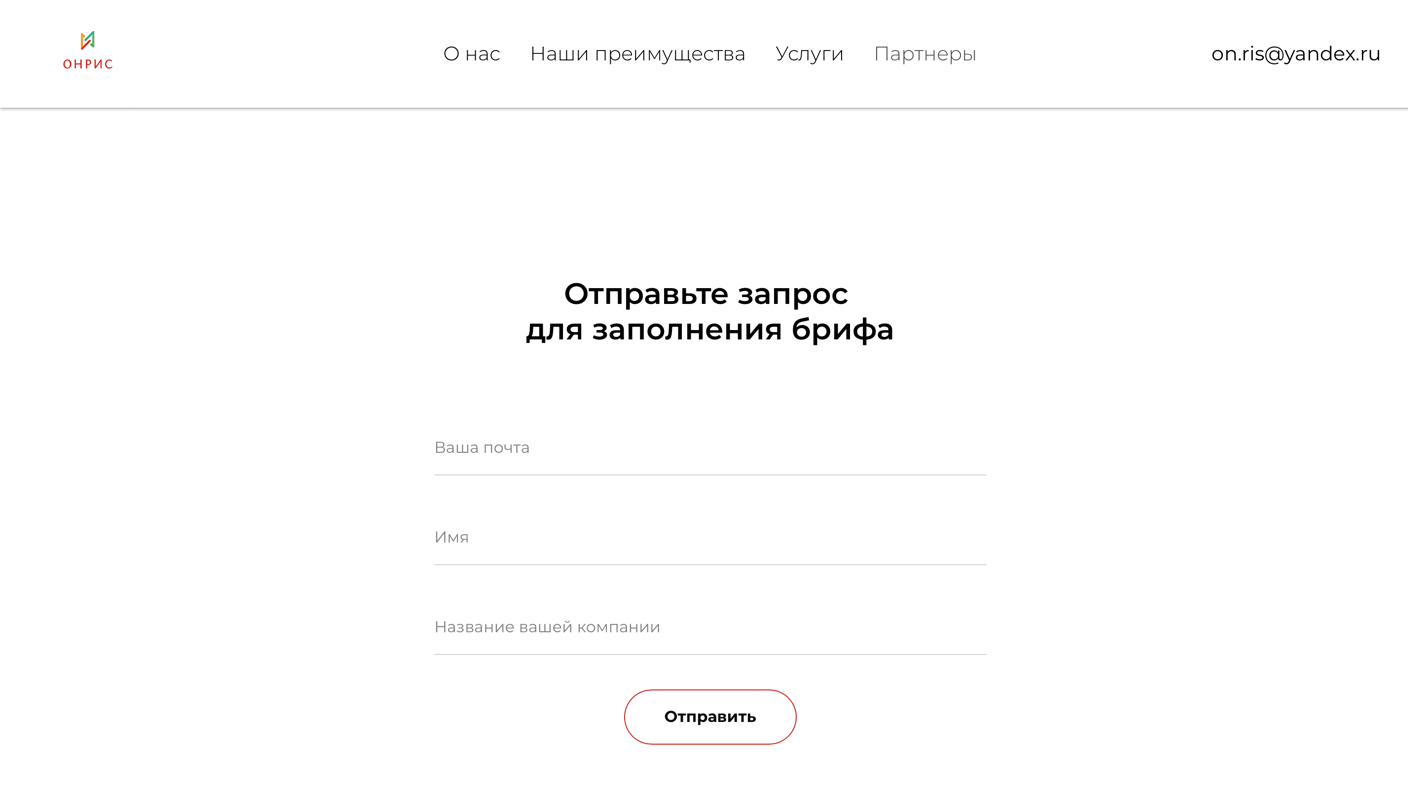 ОНРИС
О нас Наши преимущества Услуги Партнеры on.ris@yandex.ru
Отправьте запрос
для заполнения брифа
Ваша почта
Имя
Название вашей компании
Отправить